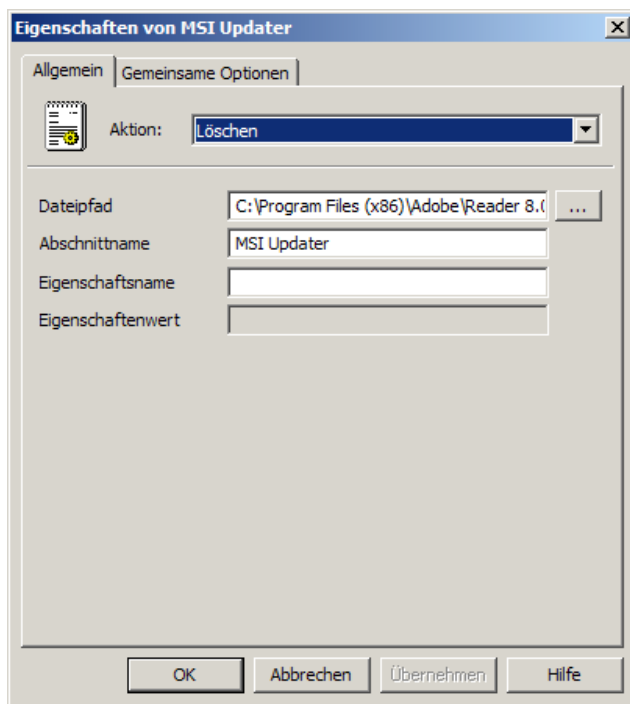 Eigenschaften von MSI Updater
Allgemein Gemeinsame Optionen
Aktion: Löschen
Dateipfad C:\Program Files (x86)\Adobe\Reader 8.0 ...
Abschnittname MSI Updater
Eigenschaftsname
Eigenschaftenwert
OK Abbrechen Übernehmen Hilfe